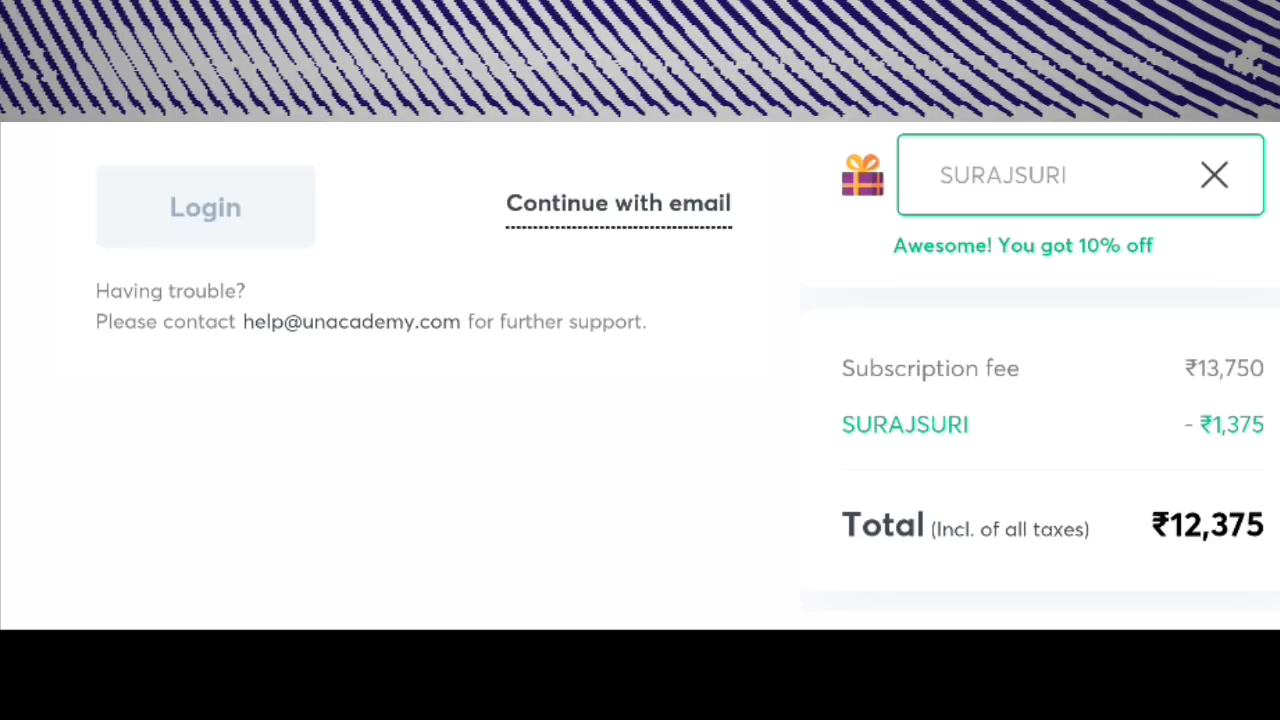 Login
Continue with email
Having trouble?
Please contact help@unacademy.com for further support.
SURAJSURI
Awesome! You got 10% off
Subscription fee ₹13,750
SURAJSURI - ₹1,375
Total (Incl. of all taxes) ₹12,375